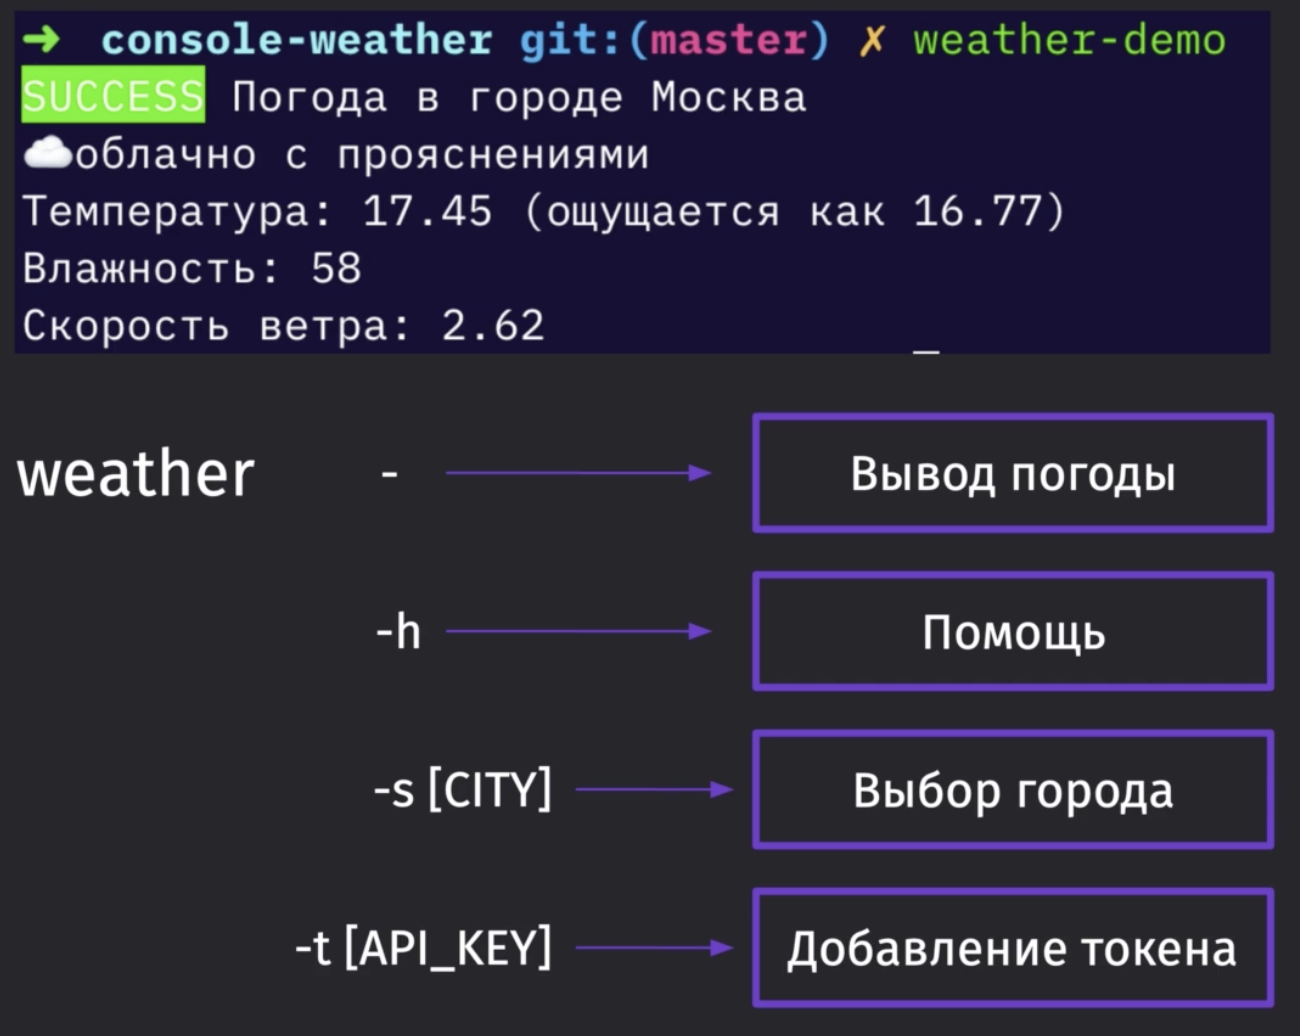 ➜ console-weather git:(master) ✗ weather-demo
SUCCESS Погода в городе Москва
☁️облачно с прояснениями
Температура: 17.45 (ощущается как 16.77)
Влажность: 58
Скорость ветра: 2.62
weather - Вывод погоды
-h Помощь
-s [CITY] Выбор города
-t [API_KEY] Добавление токена